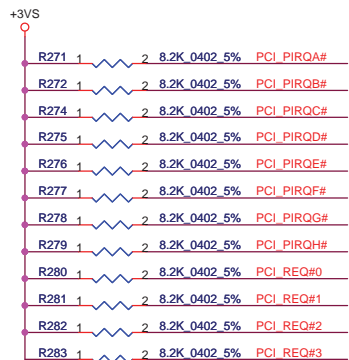 +3VS
R271 1 2 8.2K_0402_5% PCI_PIRQA#
R272 1 2 8.2K_0402_5% PCI_PIRQB#
R274 1 2 8.2K_0402_5% PCI_PIRQC#
R275 1 2 8.2K_0402_5% PCI_PIRQD#
R276 1 2 8.2K_0402_5% PCI_PIRQE#
R277 1 2 8.2K_0402_5% PCI_PIRQF#
R278 1 2 8.2K_0402_5% PCI_PIRQG#
R279 1 2 8.2K_0402_5% PCI_PIRQH#
R280 1 2 8.2K_0402_5% PCI_REQ#0
R281 1 2 8.2K_0402_5% PCI_REQ#1
R282 1 2 8.2K_0402_5% PCI_REQ#2
R283 1 2 8.2K_0402_5% PCI_REQ#3